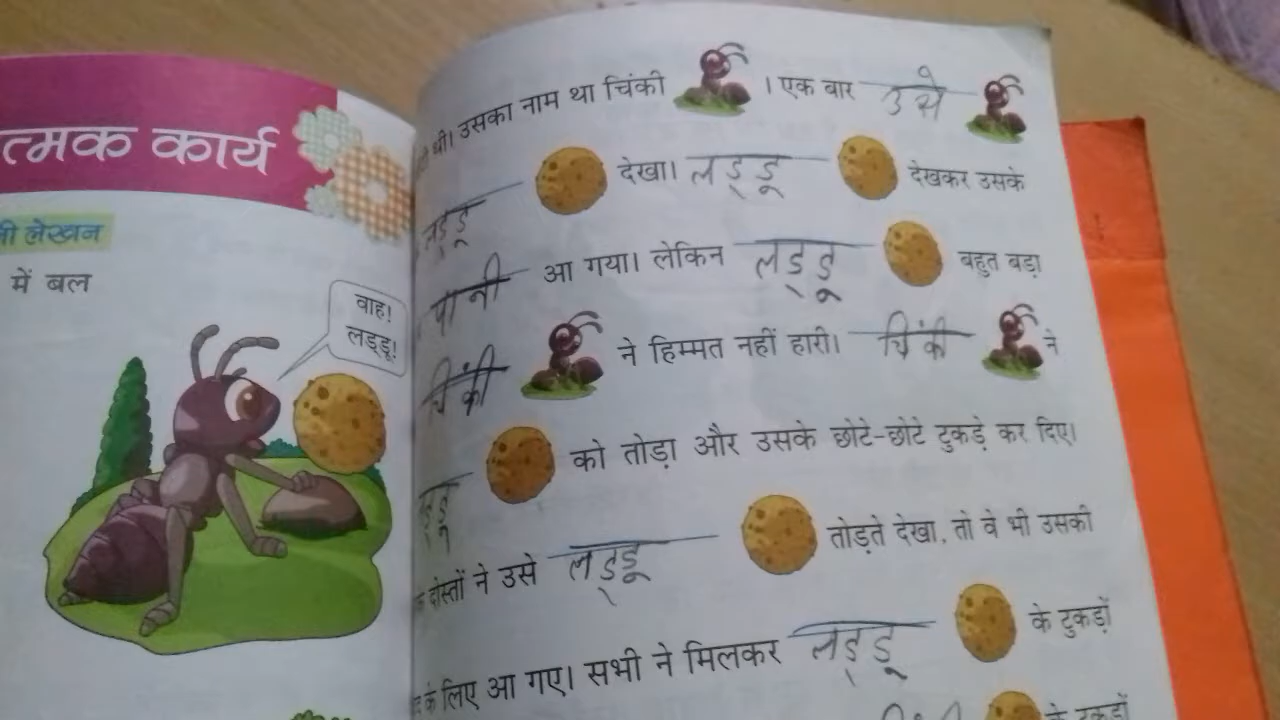 त्मक कार्य
लेखन
में बल
वाह!
लड्डू!
थी। उसका नाम था चिंकी । एक बार उसे
लड्डू देखा। लड्डू देखकर उसके
पानी आ गया। लेकिन लड्डू बहुत बड़ा
चिंकी ने हिम्मत नहीं हारी। चिंकी ने
लड्डू को तोड़ा और उसके छोटे-छोटे टुकड़े कर दिए।
दोस्तों ने उसे लड्डू तोड़ते देखा, तो वे भी उसकी
के लिए आ गए। सभी ने मिलकर लड्डू के टुकड़ों
के टुकड़ों